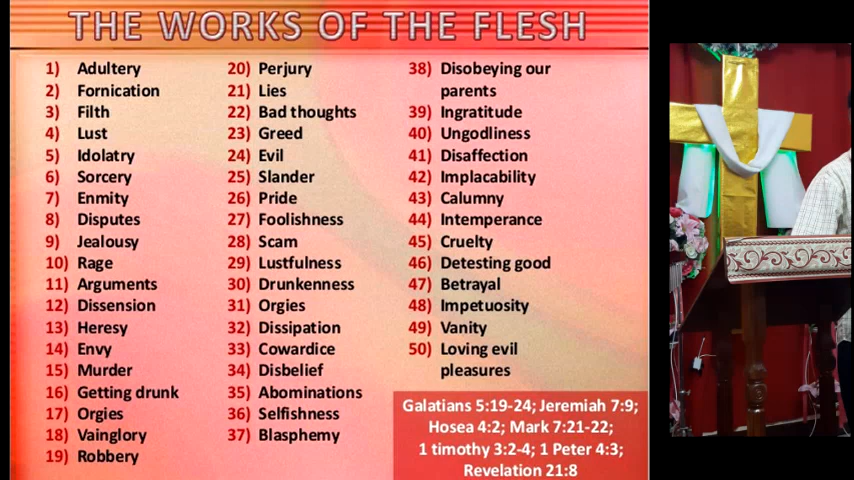 THE WORKS OF THE FLESH
1) Adultery
2) Fornication
3) Filth
4) Lust
5) Idolatry
6) Sorcery
7) Enmity
8) Disputes
9) Jealousy
10) Rage
11) Arguments
12) Dissension
13) Heresy
14) Envy
15) Murder
16) Getting drunk
17) Orgies
18) Vainglory
19) Robbery
20) Perjury
21) Lies
22) Bad thoughts
23) Greed
24) Evil
25) Slander
26) Pride
27) Foolishness
28) Scam
29) Lustfulness
30) Drunkenness
31) Orgies
32) Dissipation
33) Cowardice
34) Disbelief
35) Abominations
36) Selfishness
37) Blasphemy
38) Disobeying our
parents
39) Ingratitude
40) Ungodliness
41) Disaffection
42) Implacability
43) Calumny
44) Intemperance
45) Cruelty
46) Detesting good
47) Betrayal
48) Impetuosity
49) Vanity
50) Loving evil
pleasures
Galatians 5:19-24; Jeremiah 7:9;
Hosea 4:2; Mark 7:21-22;
1 timothy 3:2-4; 1 Peter 4:3;
Revelation 21:8